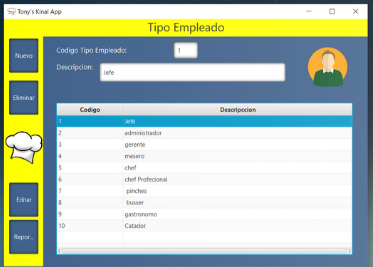 Tony's Kinal App
Tipo Empleado
Nuevo
Codigo Tipo Empleado:
1
Descripcion:
Jefe
Eliminar
Codigo
Descripccion
1 Jefe
2 administrador
3 gerente
4 mesero
5 chef
6 chef Profecional
7 pinches
8 busser
9 gastronomo
10 Catador
Editar
Repor...